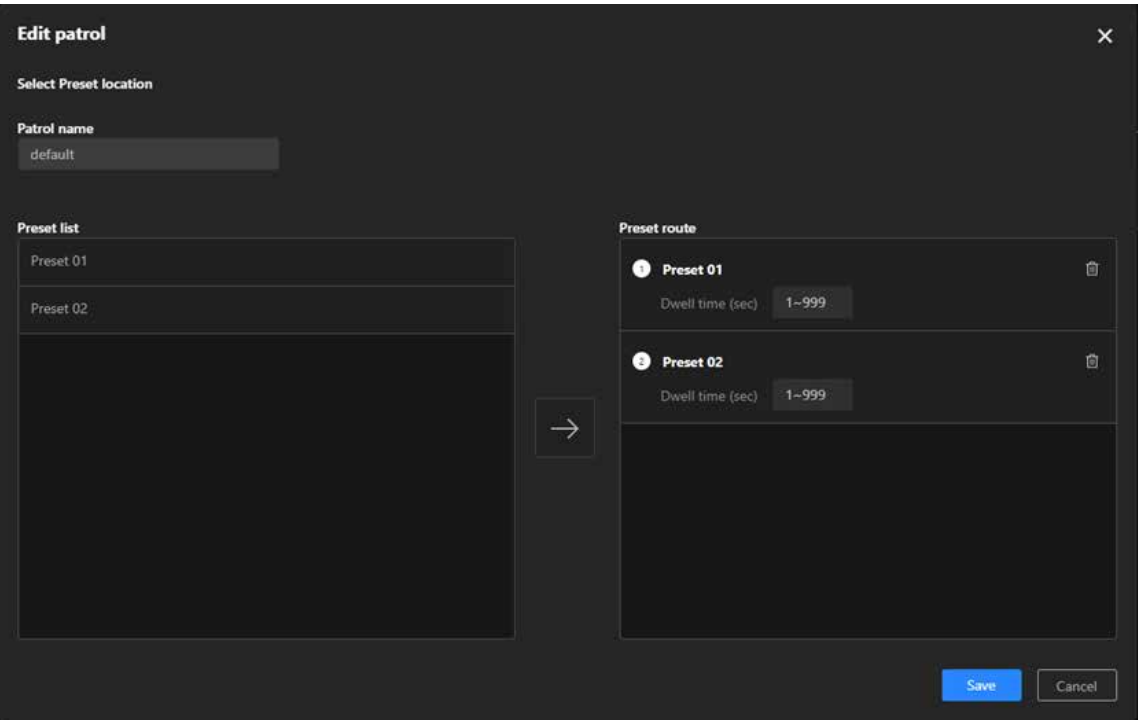 Edit patrol
Select Preset location
Patrol name
default
Preset list
Preset 01
Preset 02
Preset route
1 Preset 01
Dwell time (sec) 1~999
2 Preset 02
Dwell time (sec) 1~999
Save Cancel